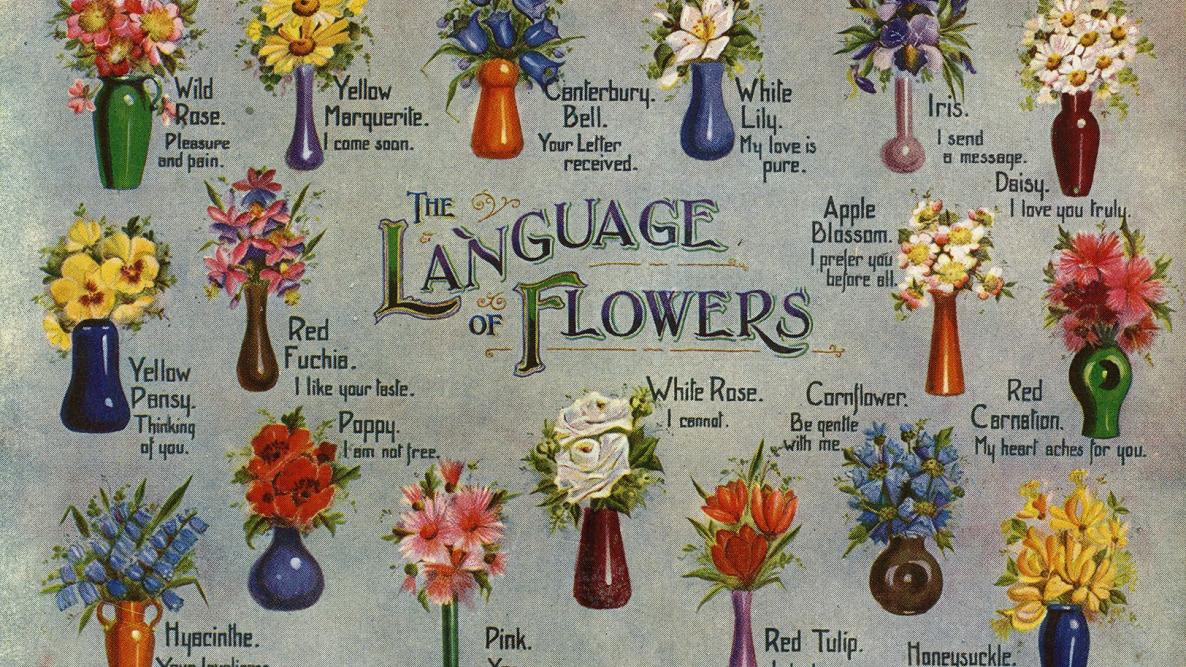 Wild
Rose.
Pleasure
and pain.
Yellow
Marguerite.
I come soon.
Canterbury.
Bell.
Your Letter
received.
White
Lily.
My love is
pure.
Iris.
I send
a message.
Daisy.
I love you truly.
THE
LANGUAGE
OF FLOWERS
Apple
Blossom.
I prefer you
before all.
Red
Fuchia.
I like your taste.
Yellow
Pansy.
Thinking
of you.
Poppy.
I am not free.
White Rose.
I cannot.
Cornflower.
Be gentle
with me.
Red
Carnation.
My heart aches for you.
Hyacinthe.
Your loveliness
Pink.
Red Tulip.
Honeysuckle.